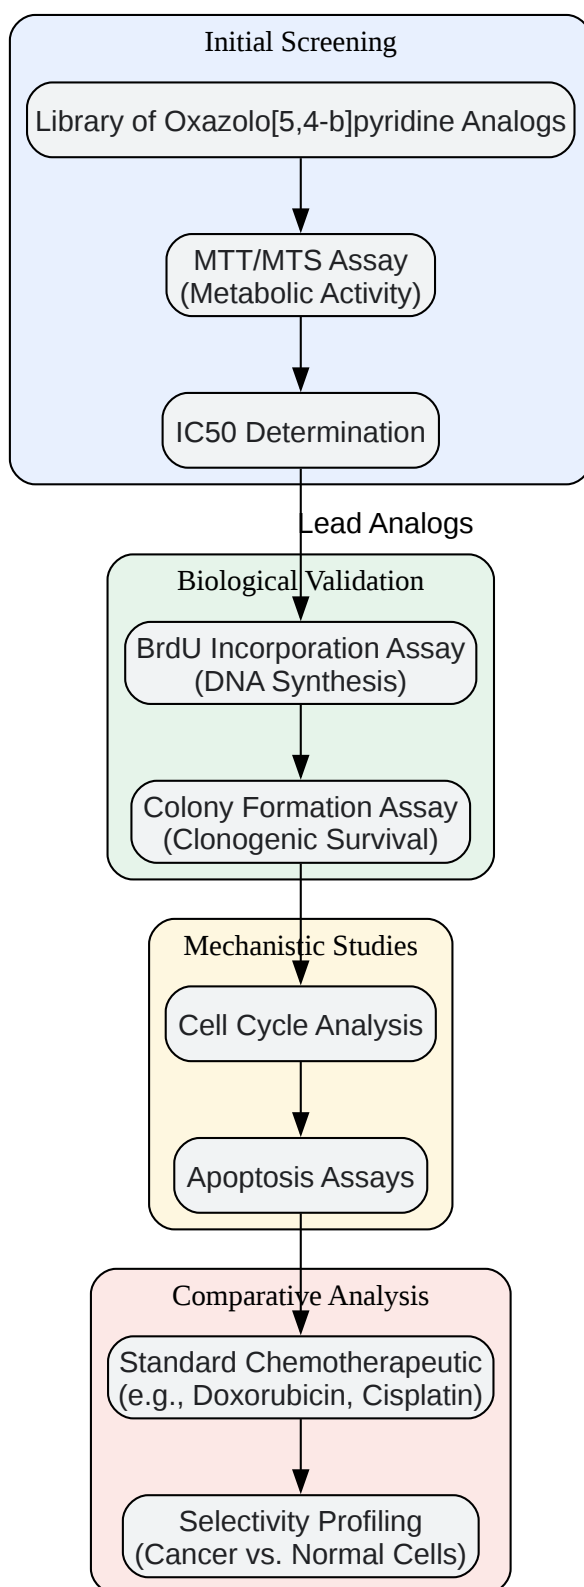 Initial Screening
Library of Oxazolo[5,4-b]pyridine Analogs
MTT/MTS Assay
(Metabolic Activity)
IC50 Determination
Lead Analogs
Biological Validation
BrdU Incorporation Assay
(DNA Synthesis)
Colony Formation Assay
(Clonogenic Survival)
Mechanistic Studies
Cell Cycle Analysis
Apoptosis Assays
Comparative Analysis
Standard Chemotherapeutic
(e.g., Doxorubicin, Cisplatin)
Selectivity Profiling
(Cancer vs. Normal Cells)